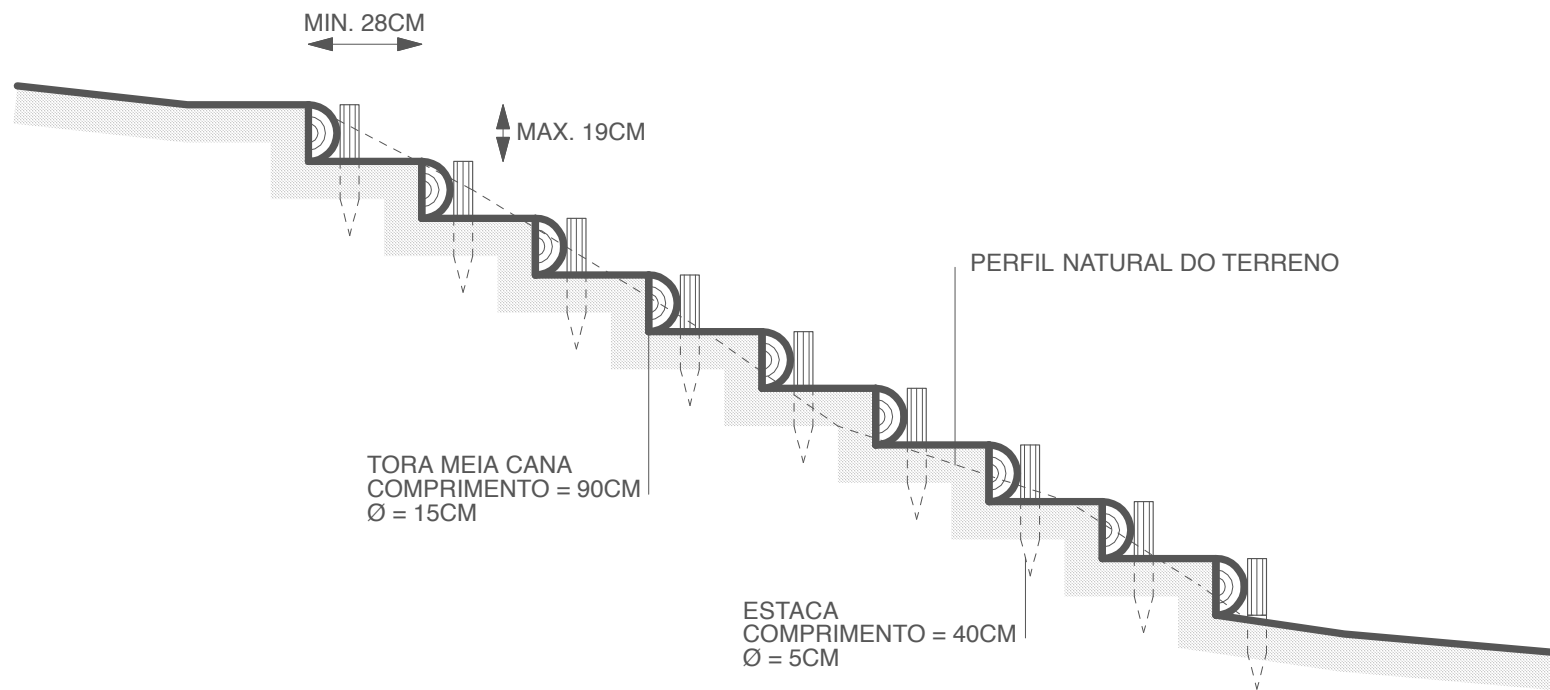 MIN. 28CM
MAX. 19CM
PERFIL NATURAL DO TERRENO
TORA MEIA CANA
COMPRIMENTO = 90CM
Ø = 15CM
ESTACA
COMPRIMENTO = 40CM
Ø = 5CM